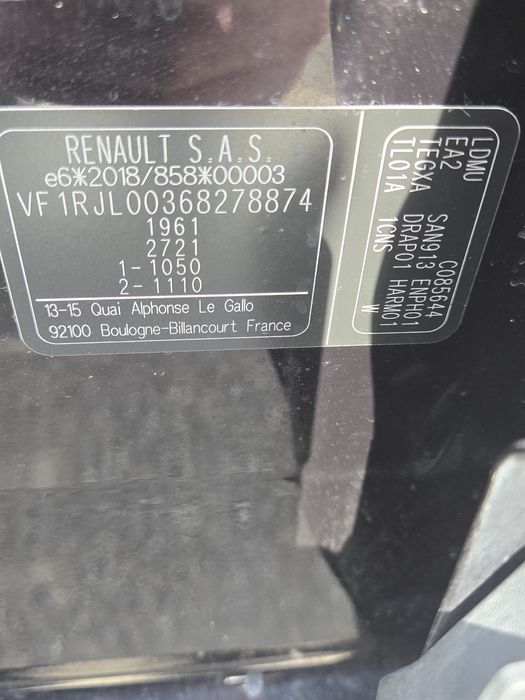 RENAULT S.A.S.
e6*2018/858*00003
VF1RJL00368278874
1961
2721
1-1050
2-1110
13-15 Quai Alphonse Le Gallo
92100 Boulogne-Billancourt France
LDMU G085644
EA2 SAN913 ENPH01
TEGXA DRAP01 HARM01
TL01A 1CNS W